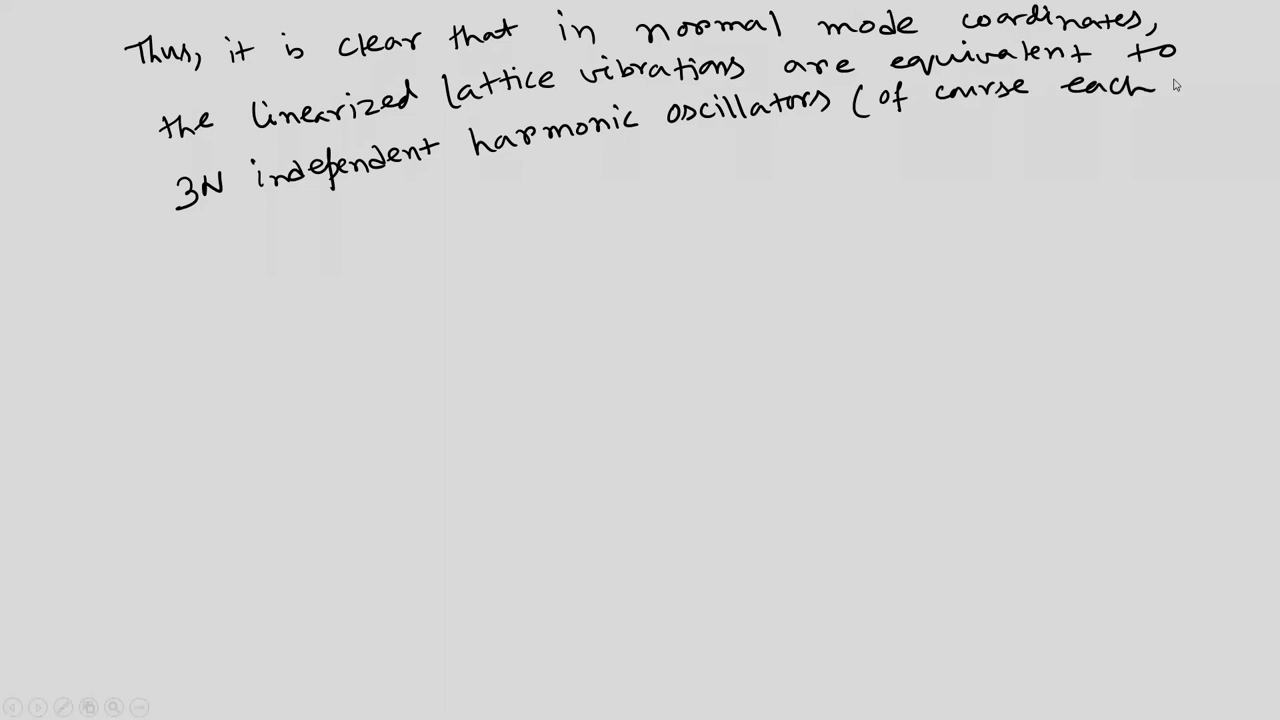 Thus, it is clear that in normal mode coordinates,
the linearized lattice vibrations are equivalent to
3N independent harmonic oscillators (of course each